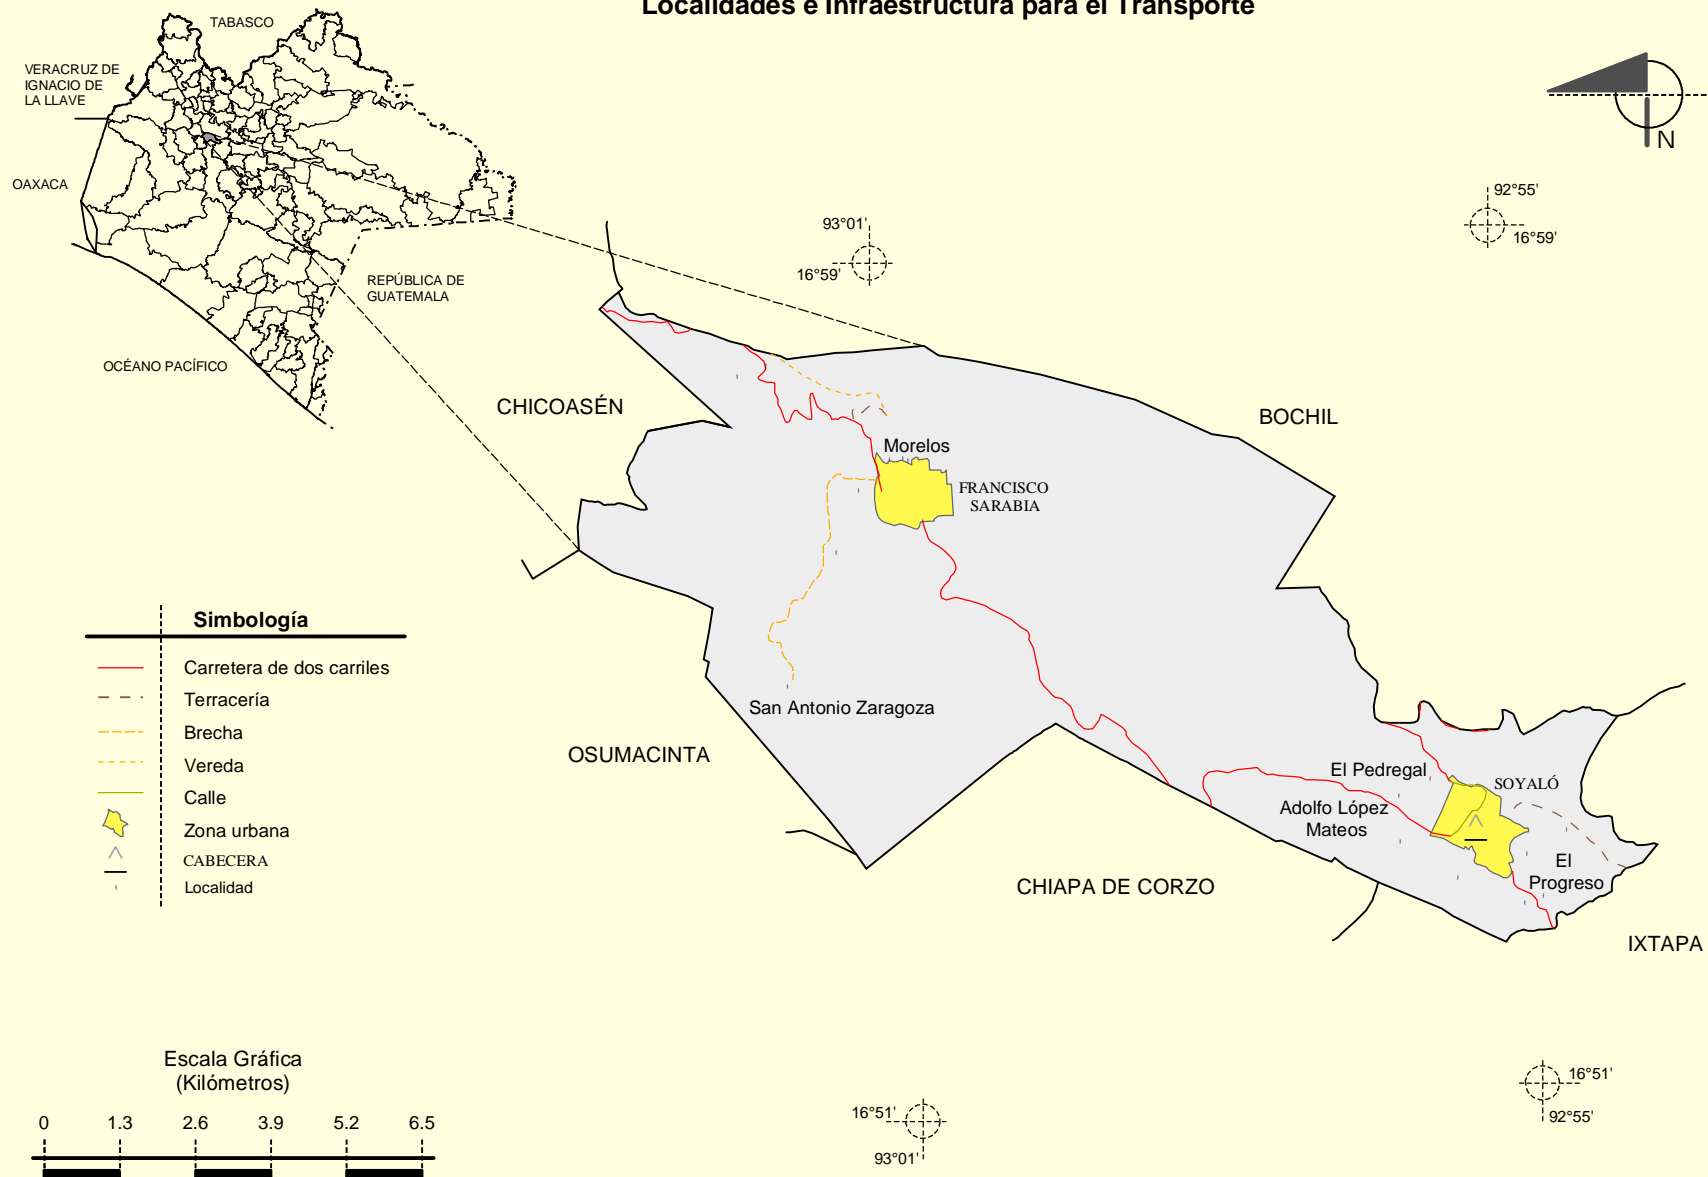 Localidades e Infraestructura para el Transporte
TABASCO
VERACRUZ DE
IGNACIO DE
LA LLAVE
OAXACA
REPÚBLICA DE
GUATEMALA
OCÉANO PACÍFICO
N
92°55'
16°59'
93°01'
16°59'
CHICOASÉN
BOCHIL
Morelos
FRANCISCO
SARABIA
San Antonio Zaragoza
OSUMACINTA
El Pedregal
SOYALÓ
Adolfo López
Mateos
El
Progreso
CHIAPA DE CORZO
IXTAPA
Simbología
Carretera de dos carriles
Terracería
Brecha
Vereda
Calle
Zona urbana
CABECERA
Localidad
Escala Gráfica
(Kilómetros)
0 1.3 2.6 3.9 5.2 6.5
16°51'
93°01'
16°51'
92°55'